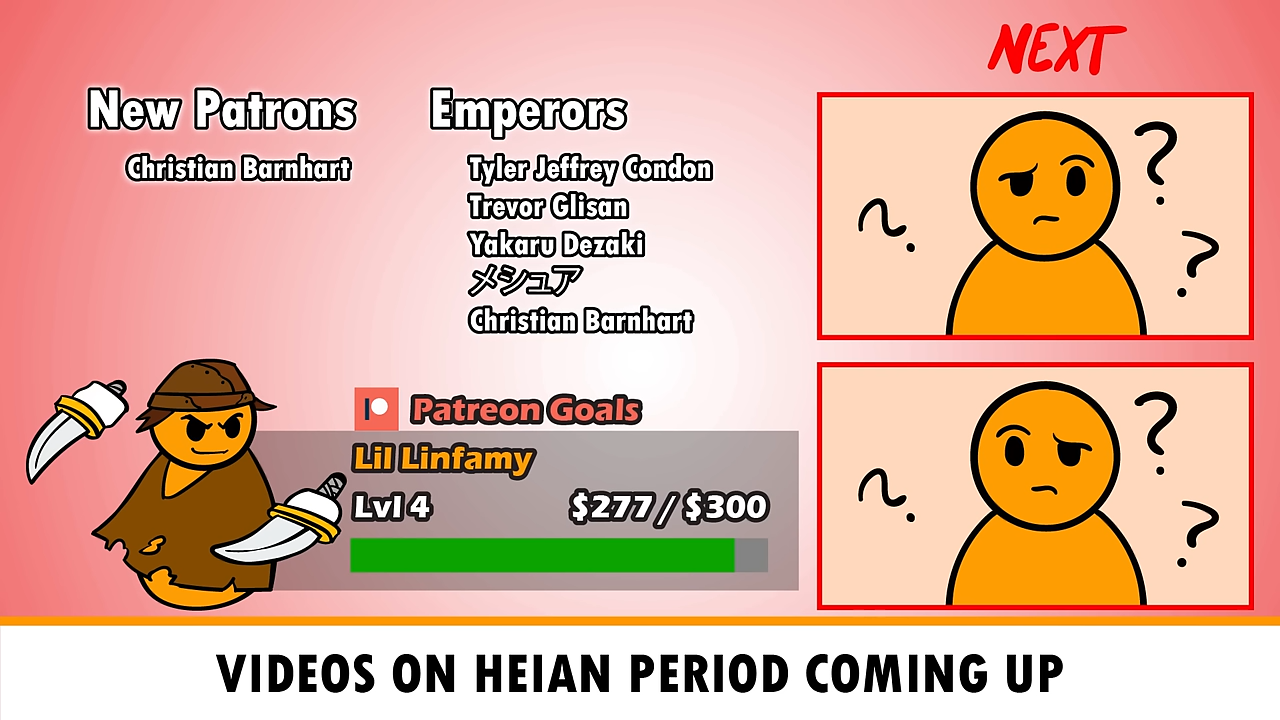 NEXT
New Patrons
Christian Barnhart
Emperors
Tyler Jeffrey Condon
Trevor Glisan
Yakaru Dezaki
メシュア
Christian Barnhart
? ? ?
Patreon Goals
Lil Linfamy
Lvl 4 $277 / $300
? ? ?
VIDEOS ON HEIAN PERIOD COMING UP